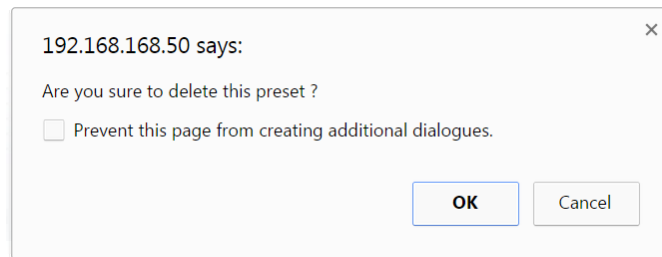 192.168.168.50 says:
Are you sure to delete this preset ?
Prevent this page from creating additional dialogues.
OK Cancel